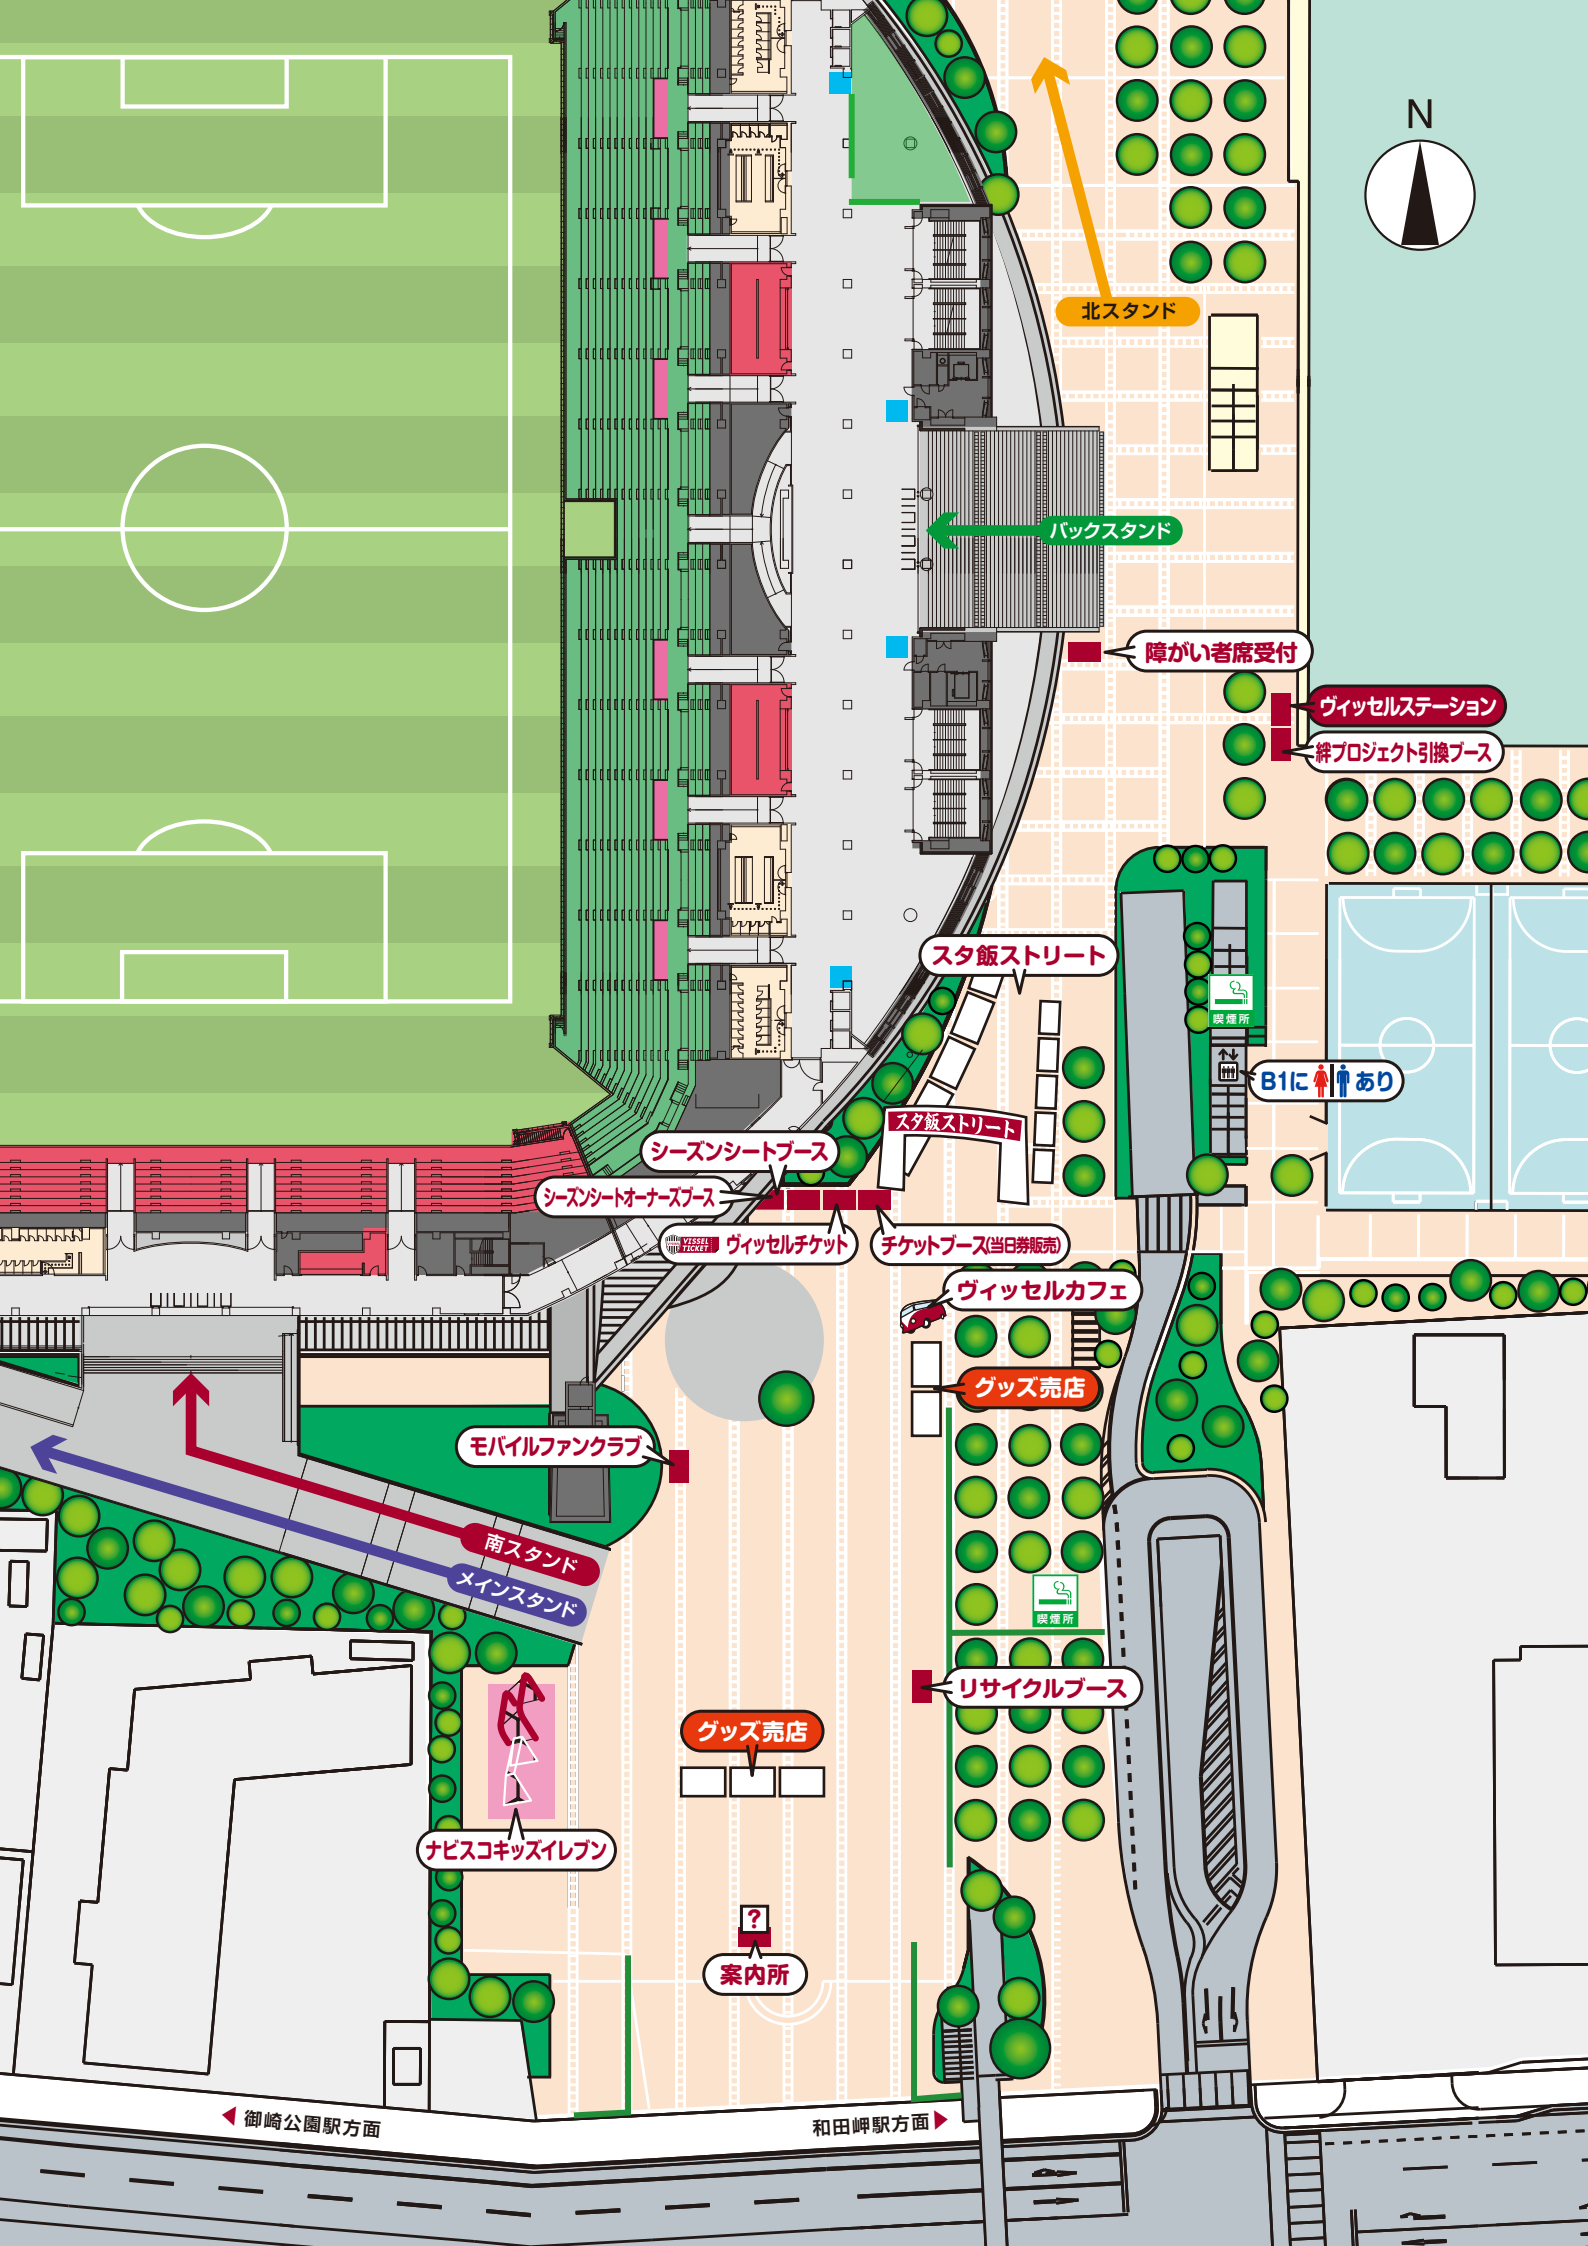 N
北スタンド
バックスタンド
障がい者席受付
ヴィッセルステーション
絆プロジェクト引換ブース
スタ飯ストリート
喫煙所
B1に
あり
スタ飯ストリート
シーズンシートブース
シーズンシートオーナーズブース
VISSEL
TICKET
ヴィッセルチケット
チケットブース(当日券販売)
ヴィッセルカフェ
グッズ売店
モバイルファンクラブ
南スタンド
メインスタンド
喫煙所
リサイクルブース
グッズ売店
ナビスコキッズイレブン
?
案内所
御崎公園駅方面
和田岬駅方面